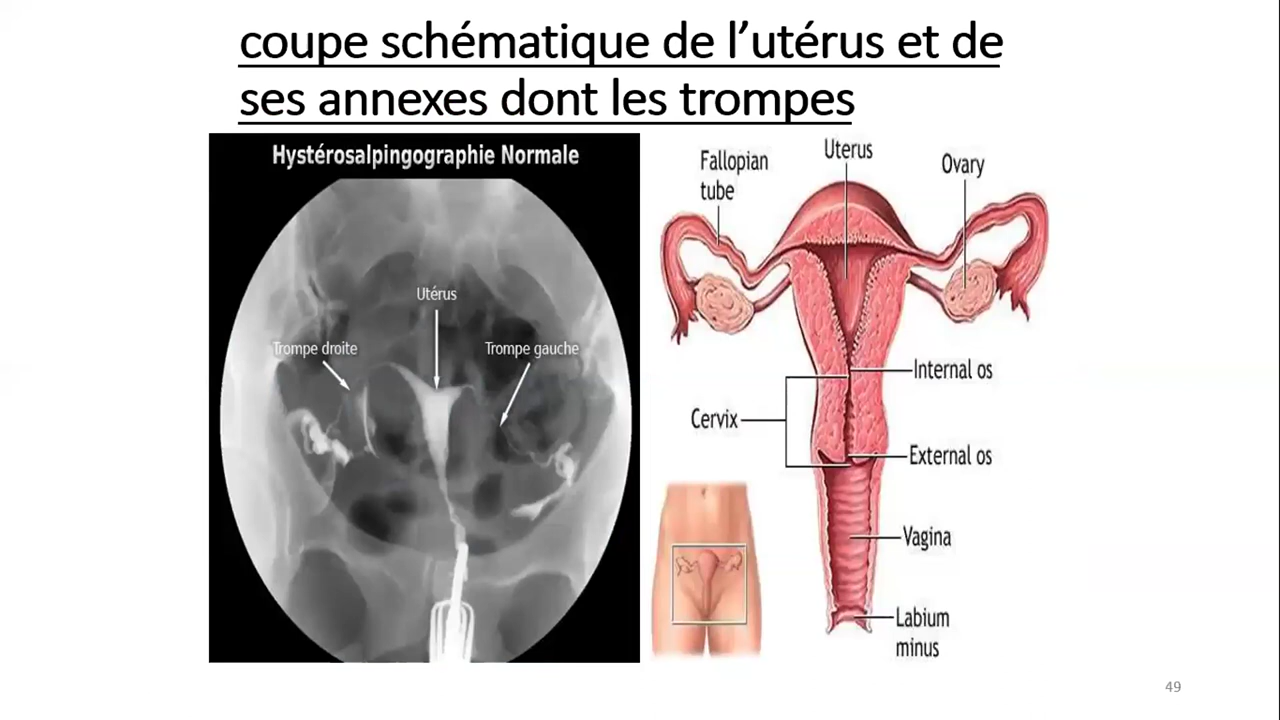 coupe schématique de l’utérus et de
ses annexes dont les trompes
Hystérosalpingographie Normale
Utérus
Trompe droite
Trompe gauche
Fallopian
tube
Uterus
Ovary
Internal os
Cervix
External os
Vagina
Labium
minus
49